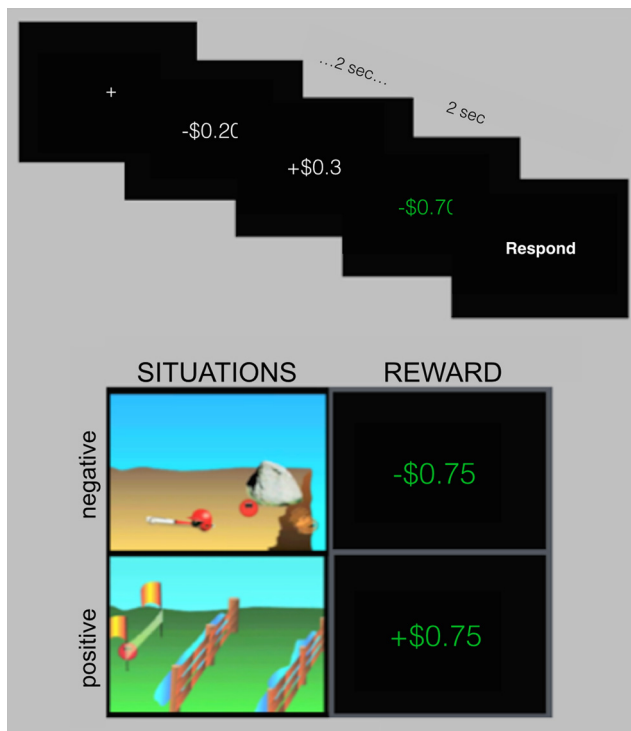 +
-$0.20
...2 sec...
+$0.3
2 sec
-$0.70
Respond
SITUATIONS REWARD
negative
-$0.75
positive
+$0.75